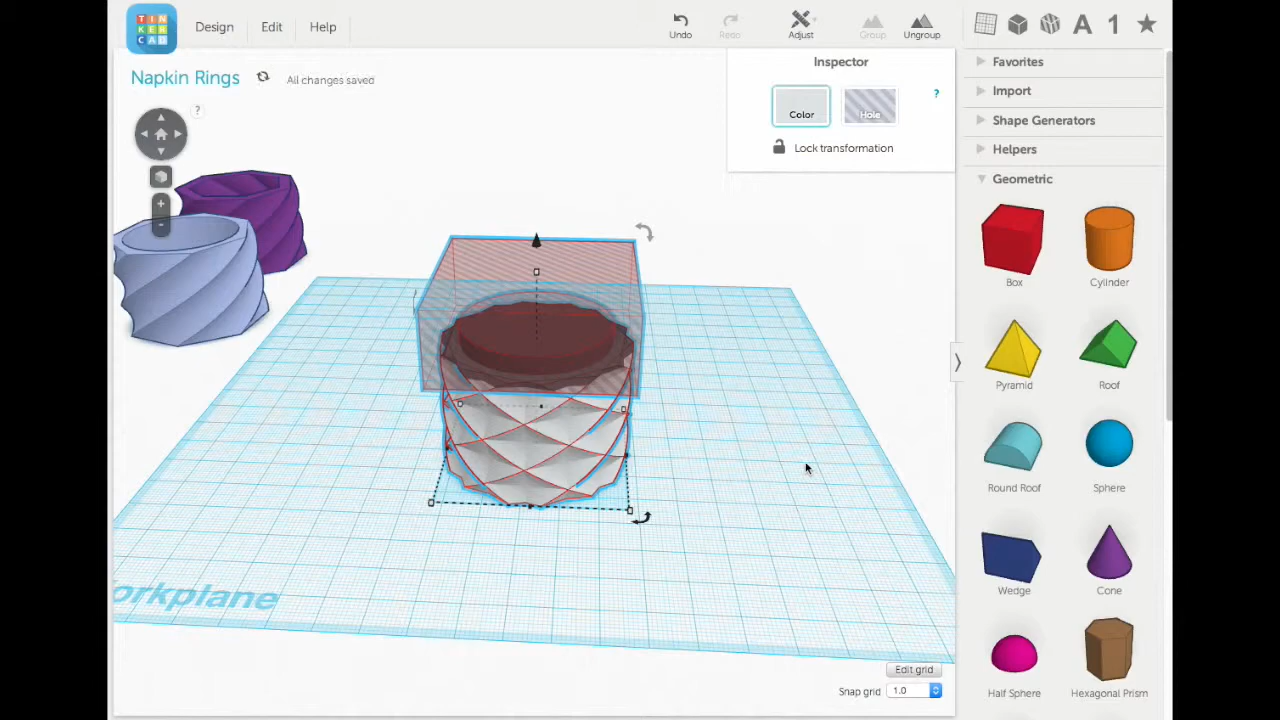 TIN
KER
CAD
Design
Edit
Help
Undo
Redo
Adjust
Group
Ungroup
A
1
Napkin Rings
All changes saved
?
Inspector
Color
Hole
?
Lock transformation
Favorites
Import
Shape Generators
Helpers
Geometric
Box
Cylinder
Pyramid
Roof
Round Roof
Sphere
Wedge
Cone
Half Sphere
Hexagonal Prism
orkplane
Edit grid
Snap grid 1.0